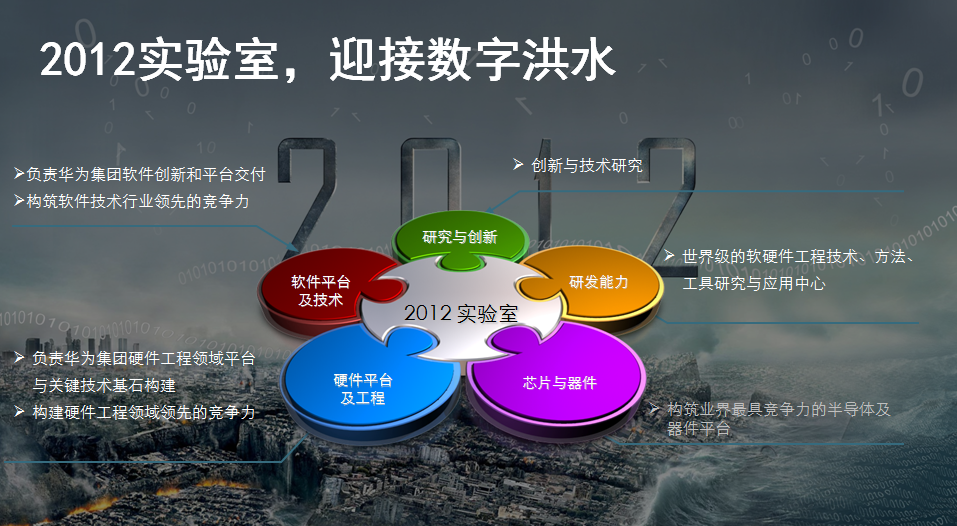 2012实验室，迎接数字洪水
2012
➢负责华为集团软件创新和平台交付
➢构筑软件技术行业领先的竞争力
➢ 创新与技术研究
研究与创新
软件平台
及技术
研发能力
➢ 世界级的软硬件工程技术、方法、
工具研究与应用中心
2012 实验室
➢ 负责华为集团硬件工程领域平台
与关键技术基石构建
➢ 构建硬件工程领域领先的竞争力
硬件平台
及工程
芯片与器件
➢ 构筑业界最具竞争力的半导体及
器件平台